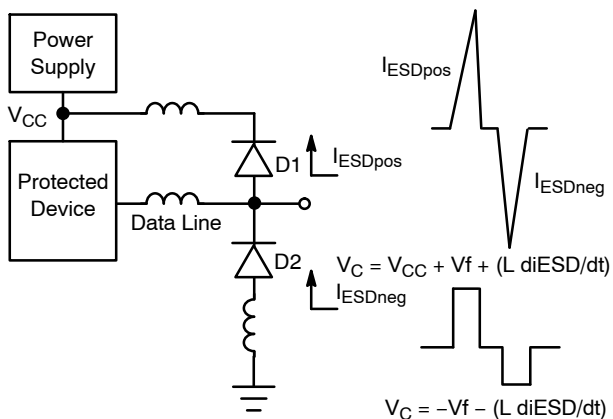 Power
Supply
V_CC
Protected
Device
Data Line
D1
I_ESDpos
D2
I_ESDneg
I_ESDpos
I_ESDneg
V_C = V_CC + Vf + (L diESD/dt)
V_C = −Vf − (L diESD/dt)